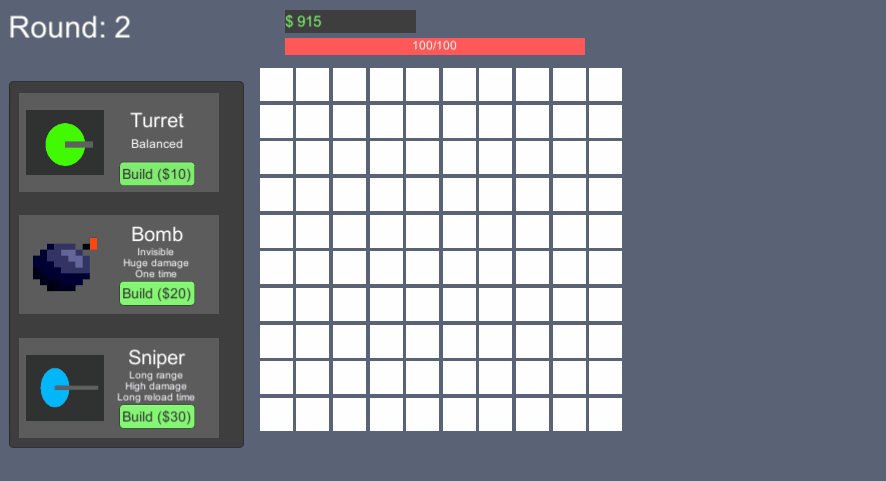 Round: 2
$ 915
100/100
Turret
Balanced
Build ($10)
Bomb
Invisible
Huge damage
One time
Build ($20)
Sniper
Long range
High damage
Long reload time
Build ($30)